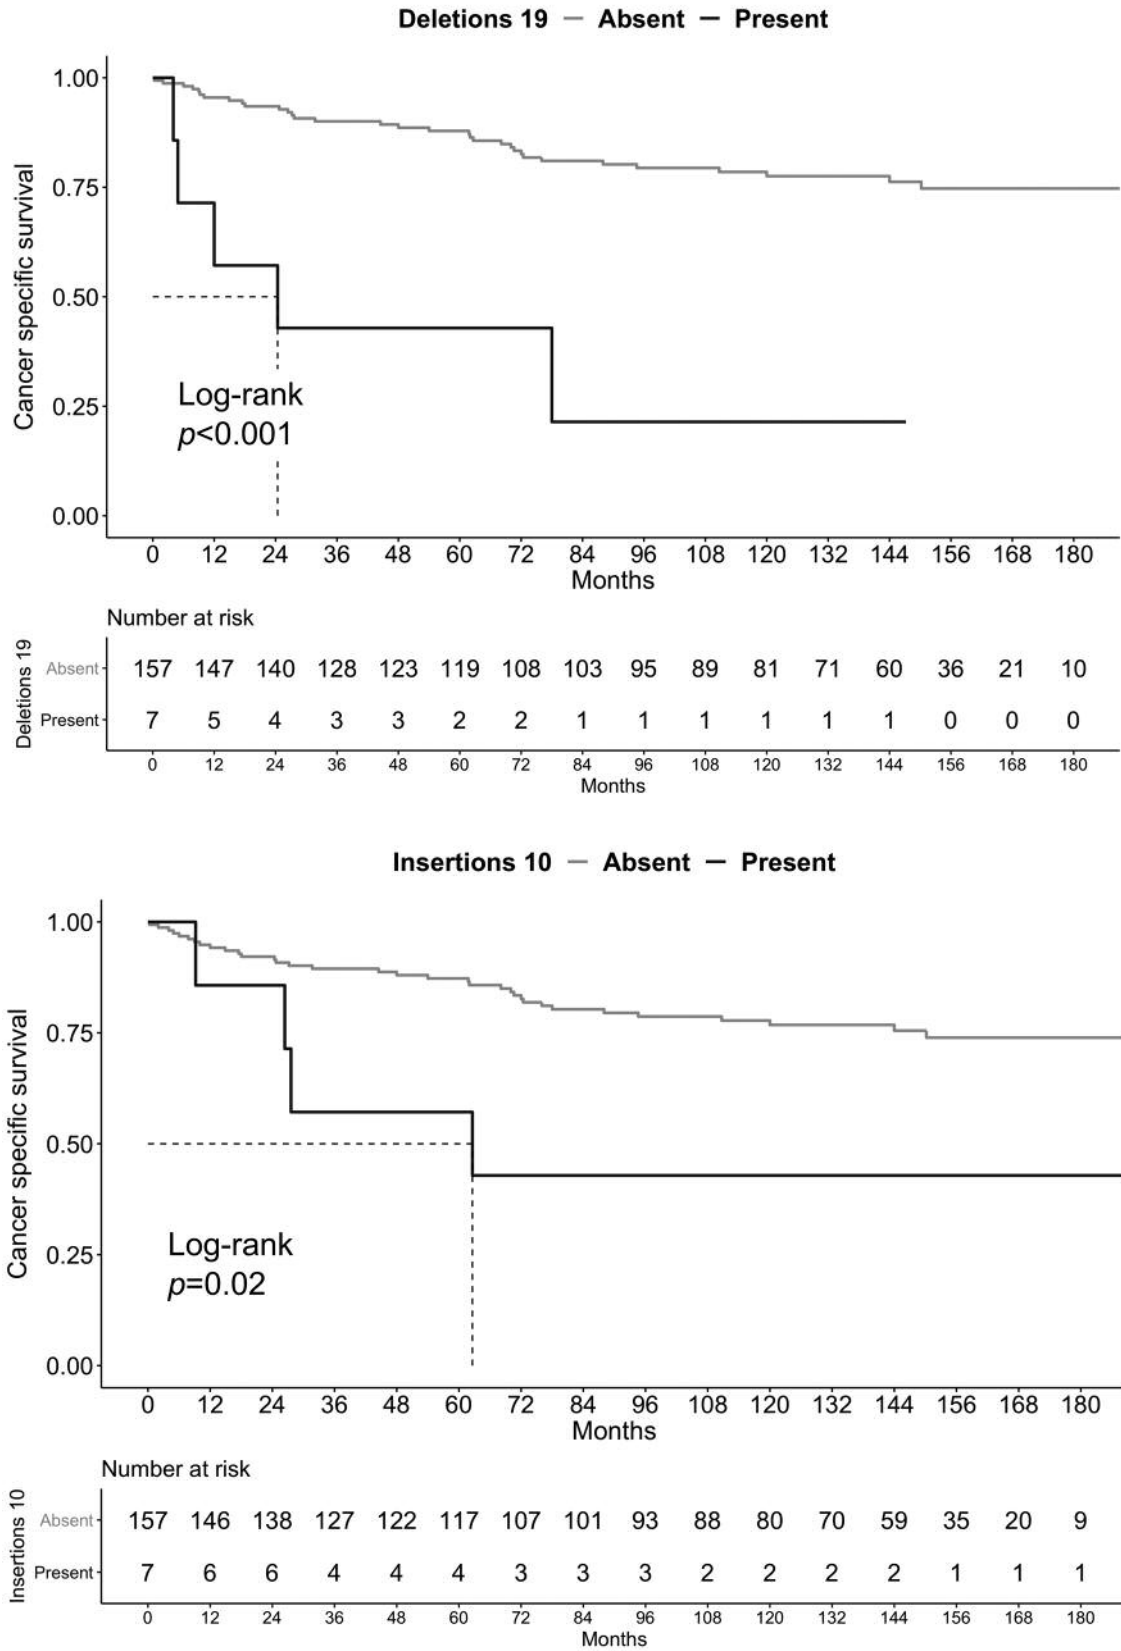 Deletions 19 Absent Present
1.00
0.75
0.50
0.25
0.00
Cancer specific survival
Log-rank
p<0.001
0 12 24 36 48 60 72 84 96 108 120 132 144 156 168 180
Months
Number at risk
Deletions 19
Absent 157 147 140 128 123 119 108 103 95 89 81 71 60 36 21 10
Present 7 5 4 3 3 2 2 1 1 1 1 1 1 0 0 0
0 12 24 36 48 60 72 84 96 108 120 132 144 156 168 180
Months
Insertions 10 Absent Present
1.00
0.75
0.50
0.25
0.00
Cancer specific survival
Log-rank
p=0.02
0 12 24 36 48 60 72 84 96 108 120 132 144 156 168 180
Months
Number at risk
Insertions 10
Absent 157 146 138 127 122 117 107 101 93 88 80 70 59 35 20 9
Present 7 6 6 4 4 4 3 3 3 2 2 2 2 1 1 1
0 12 24 36 48 60 72 84 96 108 120 132 144 156 168 180
Months